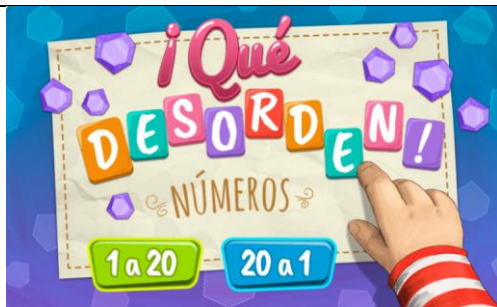 ¡Qué
DESORDEN!
NÚMEROS
1 a 20
20 a 1